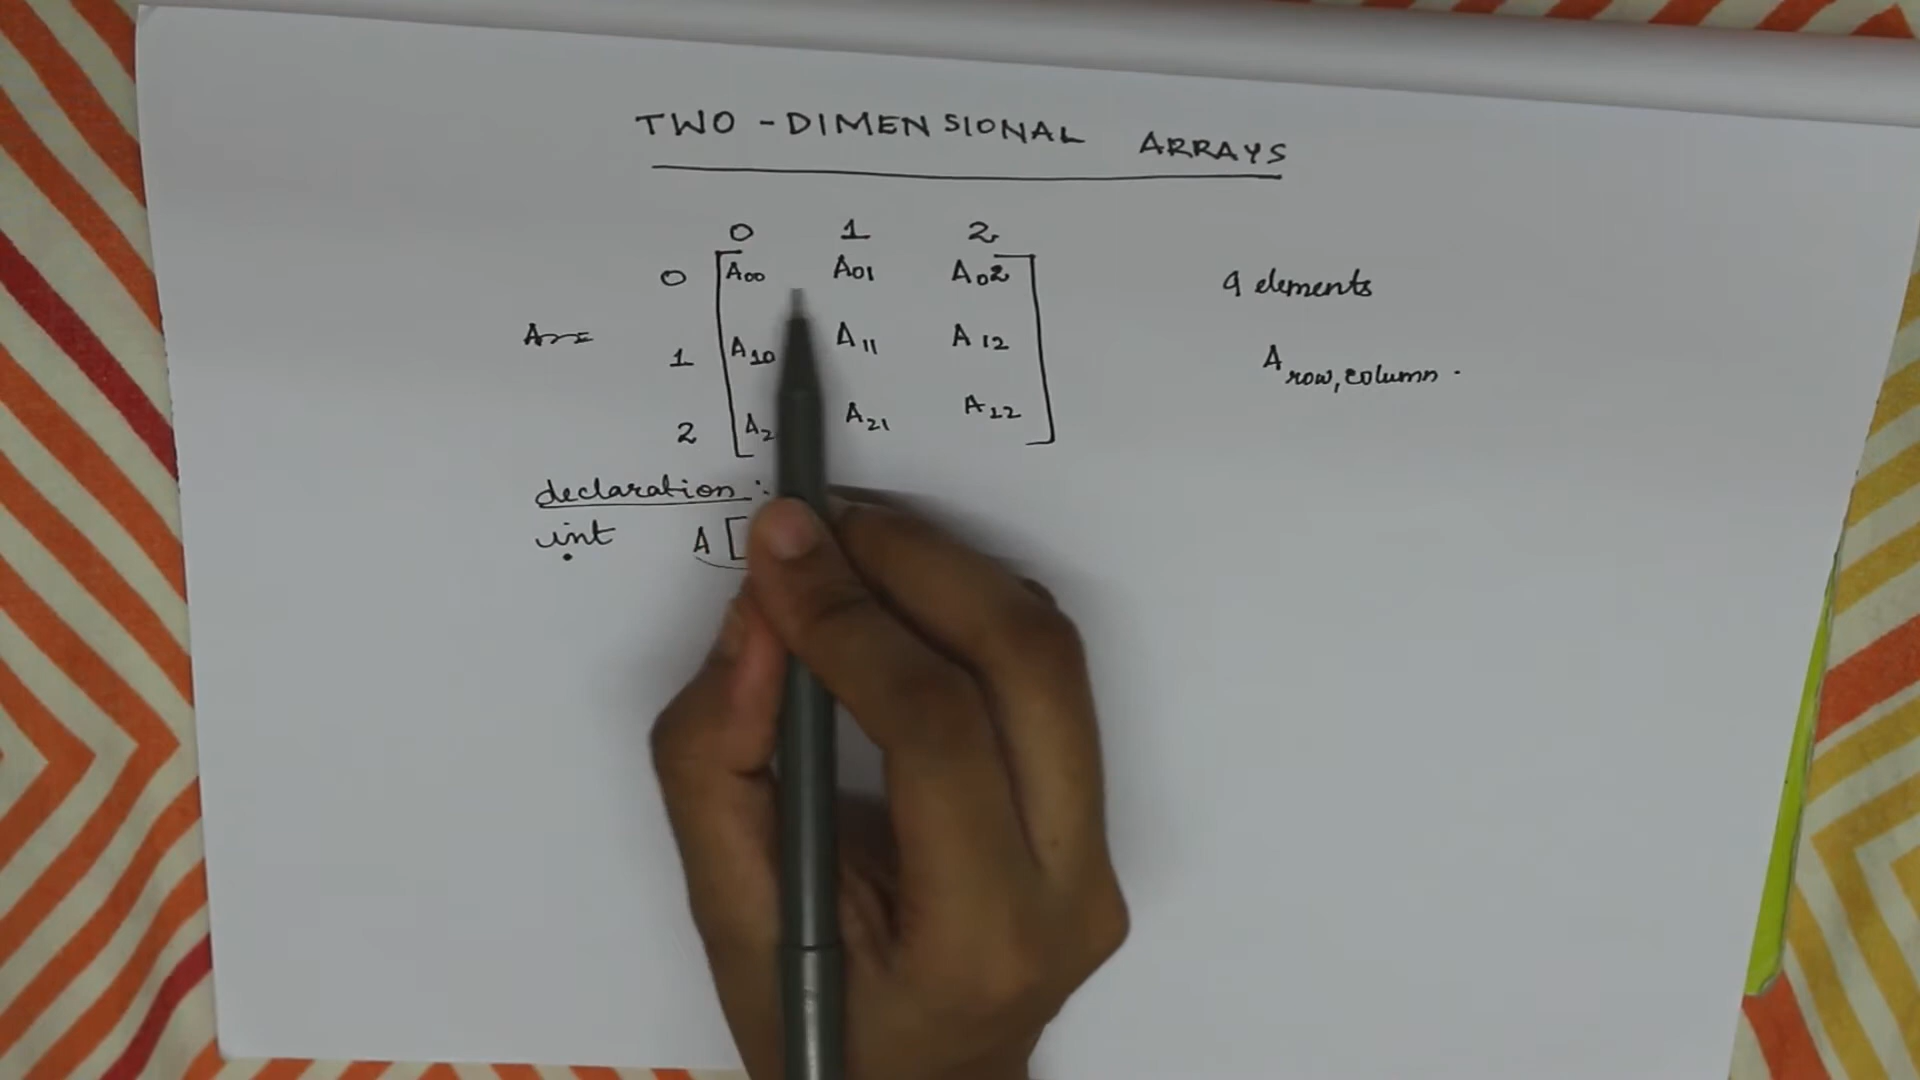 TWO-DIMENSIONAL ARRAYS
0 1 2
0 A00 A01 A02 9 elements
A =
1 A10 A11 A12 A row, column.
2 A2 A21 A22
declaration:
int A [